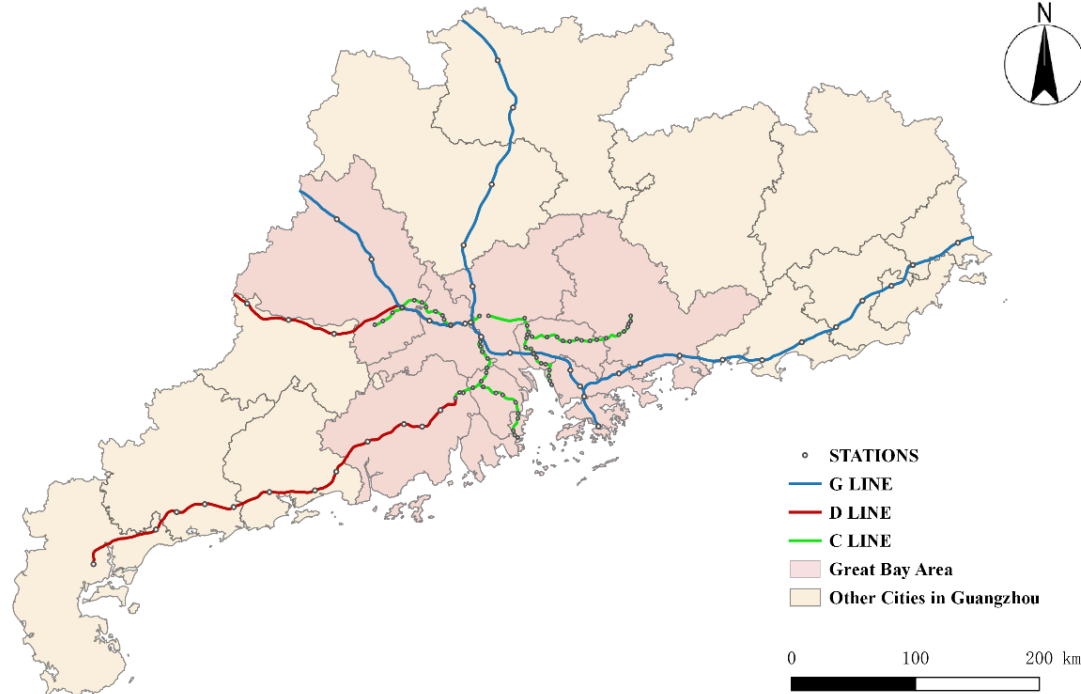 N
STATIONS
G LINE
D LINE
C LINE
Great Bay Area
Other Cities in Guangzhou
0 100 200 km